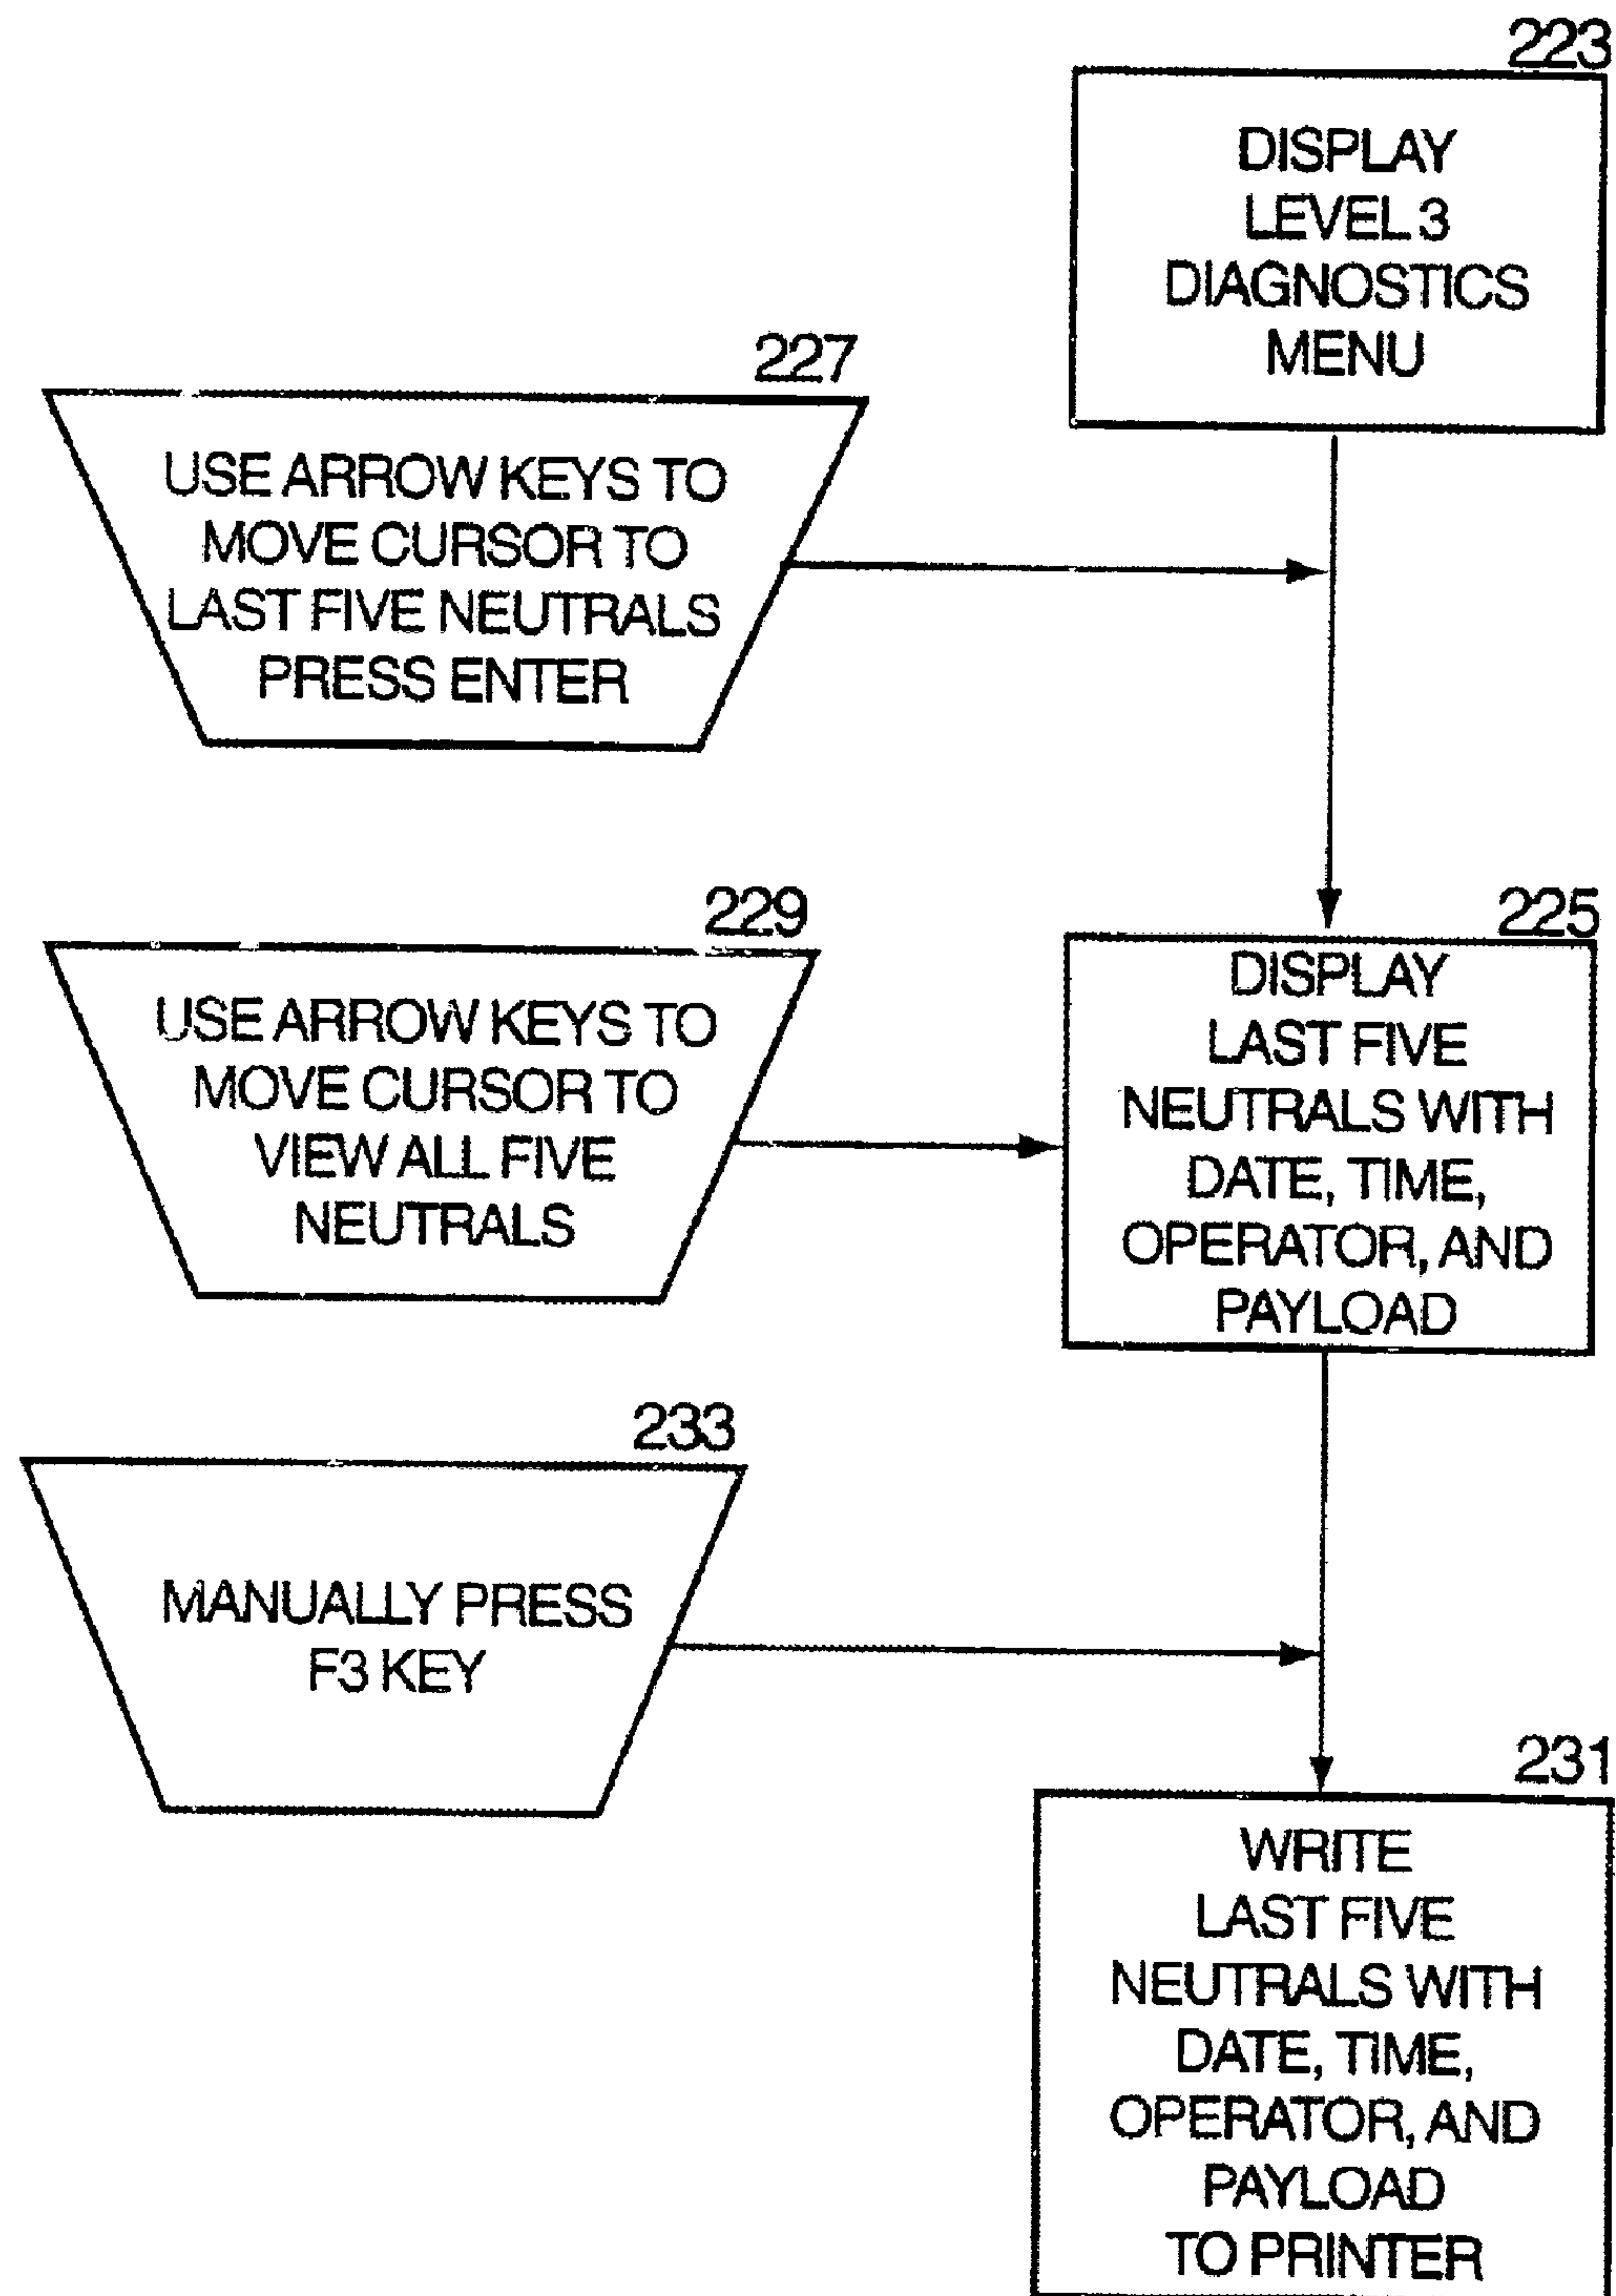 223
DISPLAY
LEVEL 3
DIAGNOSTICS
MENU
227
USE ARROW KEYS TO
MOVE CURSOR TO
LAST FIVE NEUTRALS
PRESS ENTER
229
USE ARROW KEYS TO
MOVE CURSOR TO
VIEW ALL FIVE
NEUTRALS
225
DISPLAY
LAST FIVE
NEUTRALS WITH
DATE, TIME,
OPERATOR, AND
PAYLOAD
233
MANUALLY PRESS
F3 KEY
231
WRITE
LAST FIVE
NEUTRALS WITH
DATE, TIME,
OPERATOR, AND
PAYLOAD
TO PRINTER